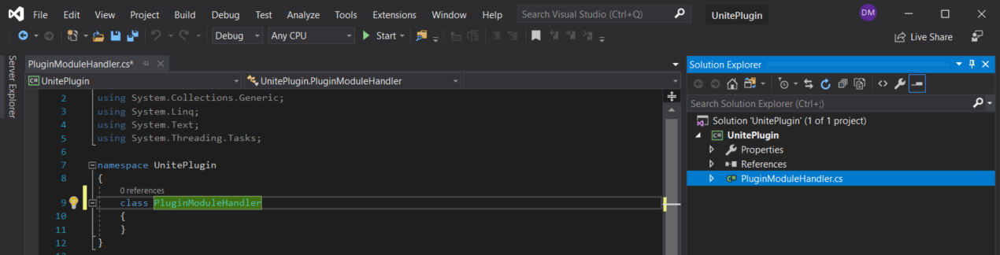 File Edit View Project Build Debug Test Analyze Tools Extensions Window Help Search Visual Studio (Ctrl+Q) UnitePlugin DM
Debug Any CPU Start Live Share
Server Explorer
PluginModuleHandler.cs*
C# UnitePlugin UnitePlugin.PluginModuleHandler
2 using System.Collections.Generic;
3 using System.Linq;
4 using System.Text;
5 using System.Threading.Tasks;
6
7 namespace UnitePlugin
8 {
0 references
9 class PluginModuleHandler
10 {
11 }
12 }
Solution Explorer
Search Solution Explorer (Ctrl+;)
Solution 'UnitePlugin' (1 of 1 project)
C# UnitePlugin
Properties
References
C# PluginModuleHandler.cs